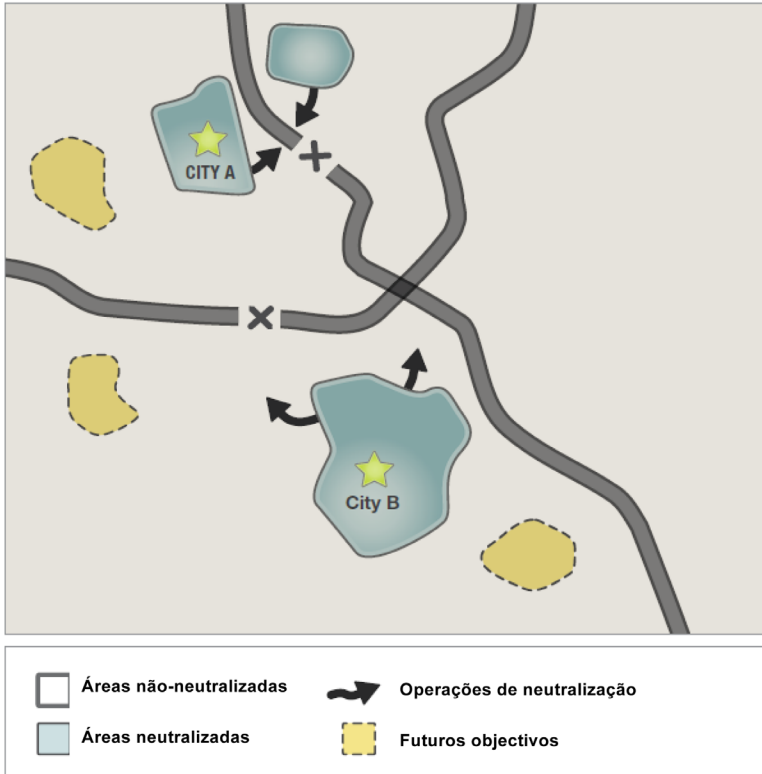 CITY A
City B
Áreas não-neutralizadas
Operações de neutralização
Áreas neutralizadas
Futuros objectivos